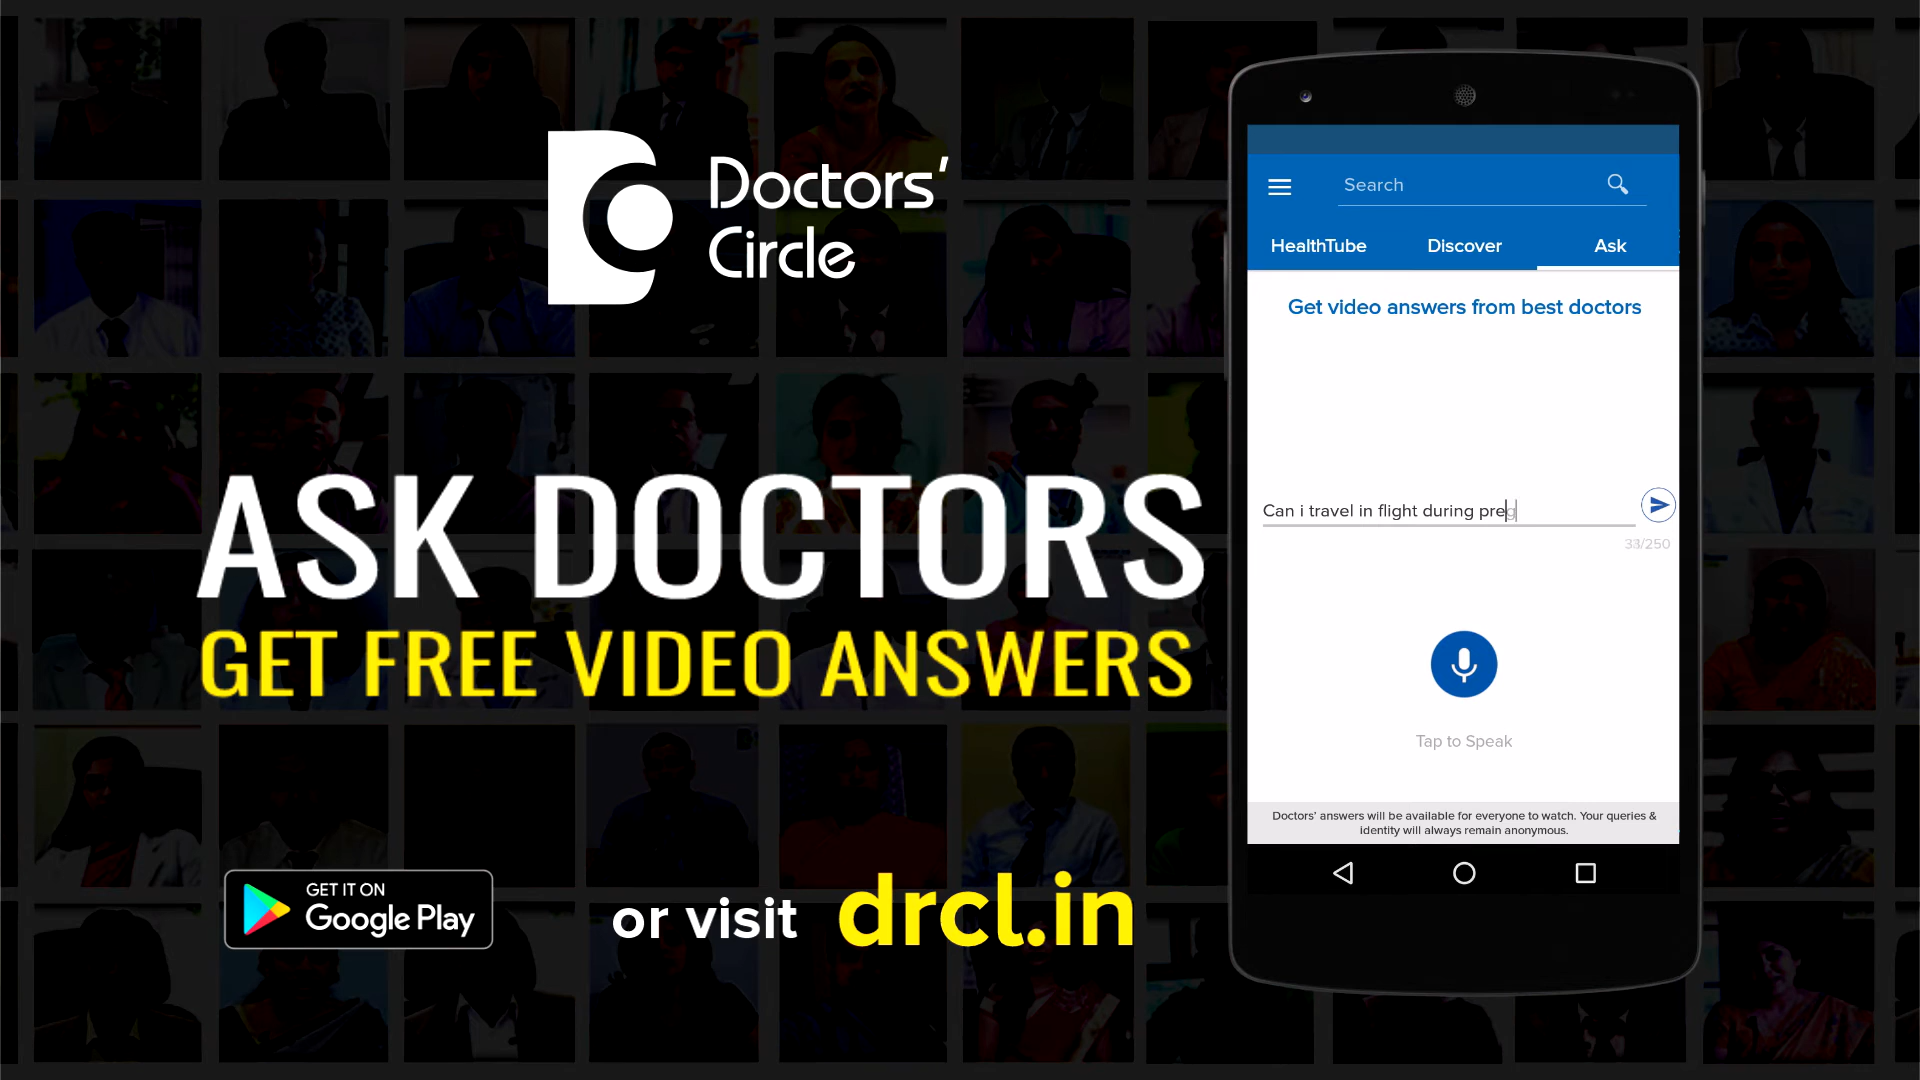 Doctors'
Circle
ASK DOCTORS
GET FREE VIDEO ANSWERS
GET IT ON
Google Play
or visit drcl.in
Search
HealthTube Discover Ask
Get video answers from best doctors
Can i travel in flight during preg
/250
Tap to Speak
Doctors' answers will be available for everyone to watch. Your queries &
identity will always remain anonymous.